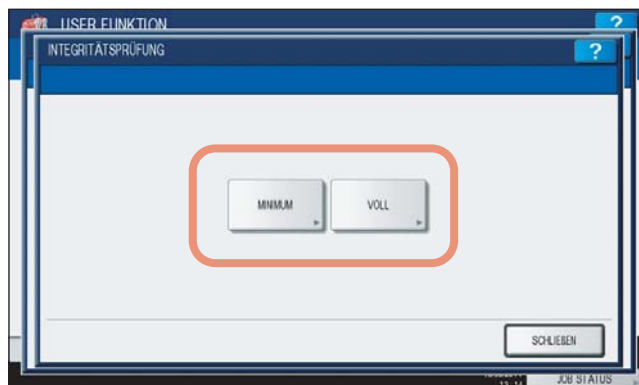 USER FUNKTION
?
INTEGRITÄTSPRÜFUNG
?
MINIMUM
VOLL
SCHLIEßEN
JOB STATUS